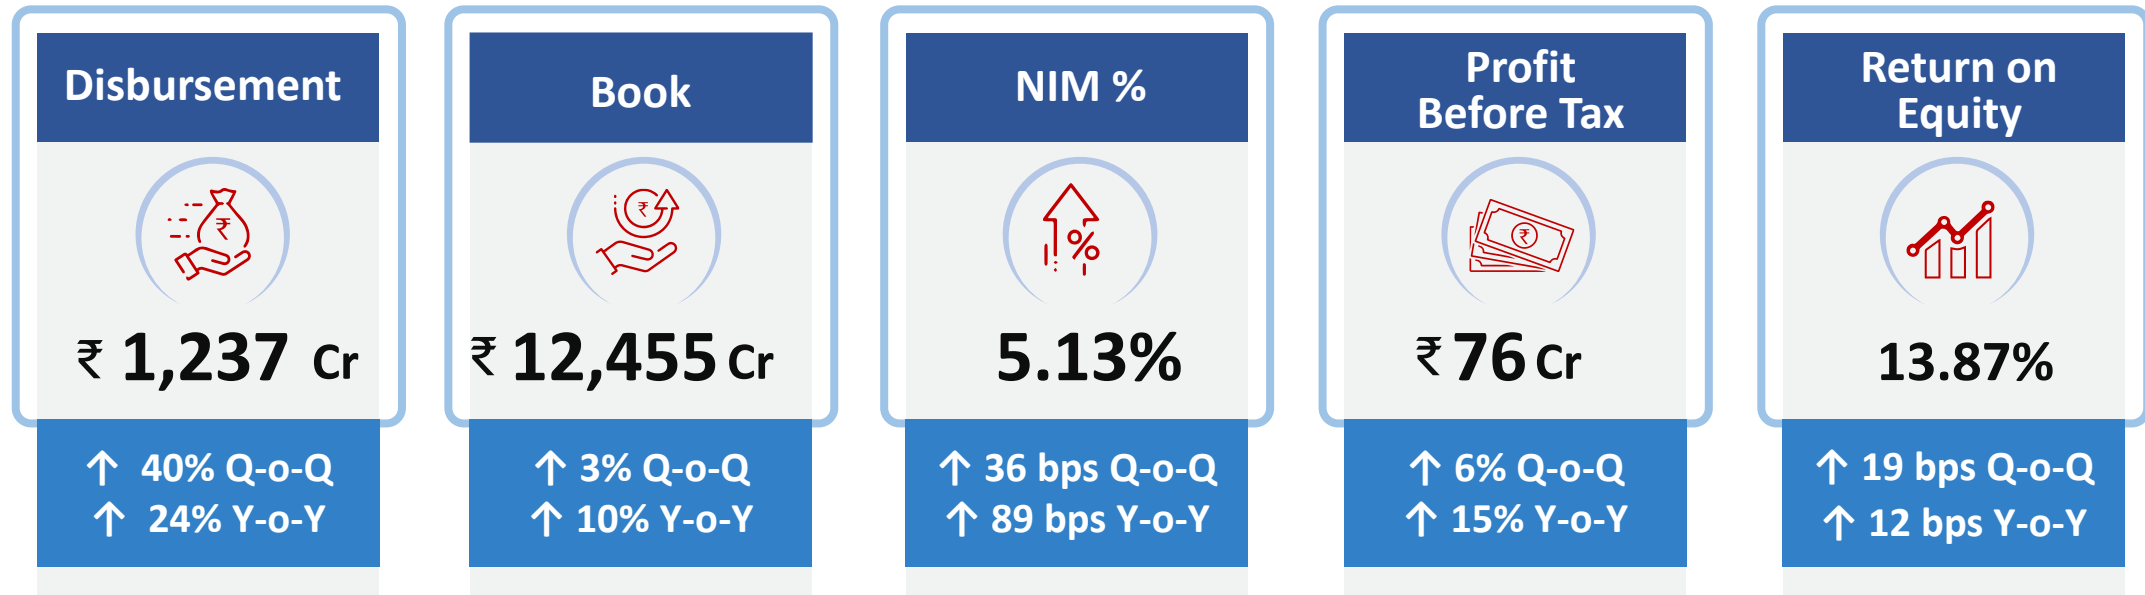 Disbursement
₹
₹ 1,237 Cr
↑ 40% Q-o-Q
↑ 24% Y-o-Y
Book
₹
₹ 12,455 Cr
↑ 3% Q-o-Q
↑ 10% Y-o-Y
NIM %
%
5.13%
↑ 36 bps Q-o-Q
↑ 89 bps Y-o-Y
Profit
Before Tax
₹
₹ 76 Cr
↑ 6% Q-o-Q
↑ 15% Y-o-Y
Return on
Equity
13.87%
↑ 19 bps Q-o-Q
↑ 12 bps Y-o-Y